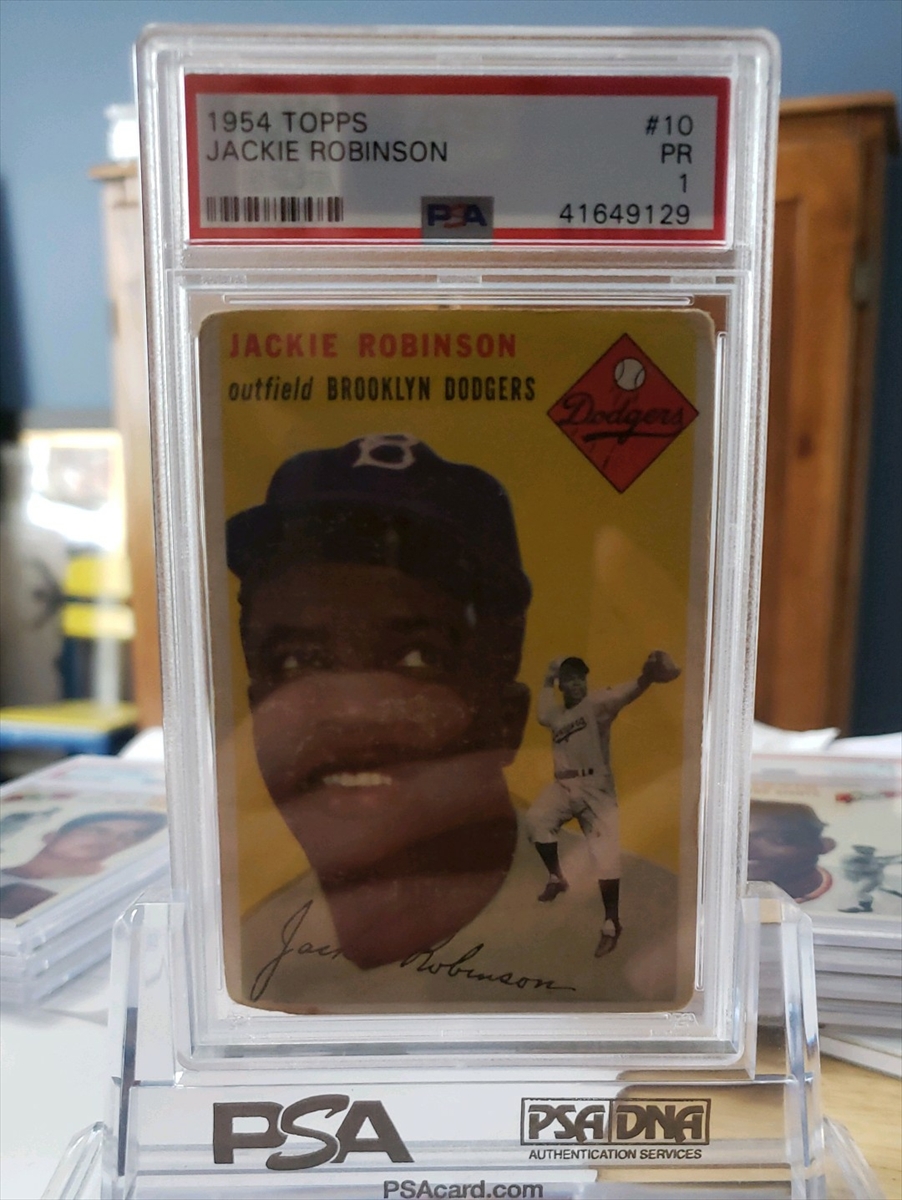 1954 TOPPS #10
JACKIE ROBINSON PR
1
PSA 41649129
JACKIE ROBINSON
outfield BROOKLYN DODGERS
Dodgers
B
Dodgers
Jackie Robinson
PSA
PSA DNA
AUTHENTICATION SERVICES
PSAcard.com